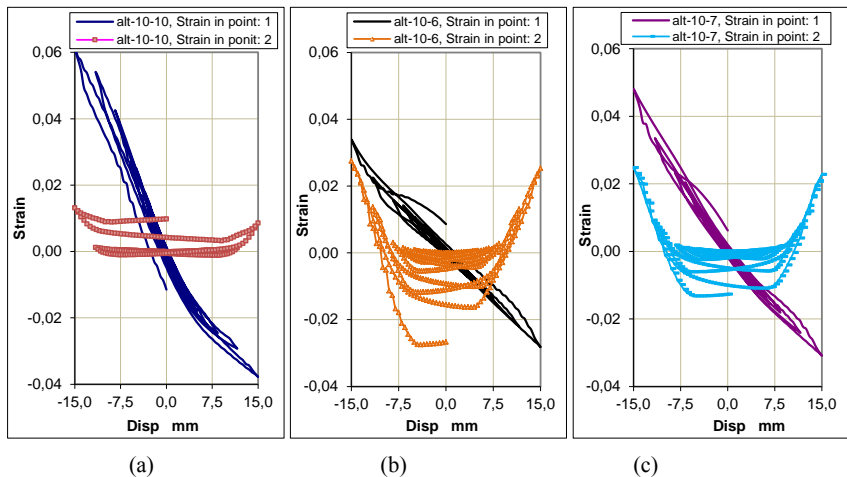 alt-10-10, Strain in point: 1
alt-10-10, Strain in ponit: 2
0,06
0,04
0,02
0,00
-0,02
-0,04
Strain
-15,0 -7,5 0,0 7,5 15,0
Disp mm
(a)
alt-10-6, Strain in point: 1
alt-10-6, Strain in point: 2
0,06
0,04
0,02
0,00
-0,02
-0,04
Strain
-15,0 -7,5 0,0 7,5 15,0
Disp mm
(b)
alt-10-7, Strain in point: 1
alt-10-7, Strain in point: 2
0,06
0,04
0,02
0,00
-0,02
-0,04
Strain
-15,0 -7,5 0,0 7,5 15,0
Disp mm
(c)